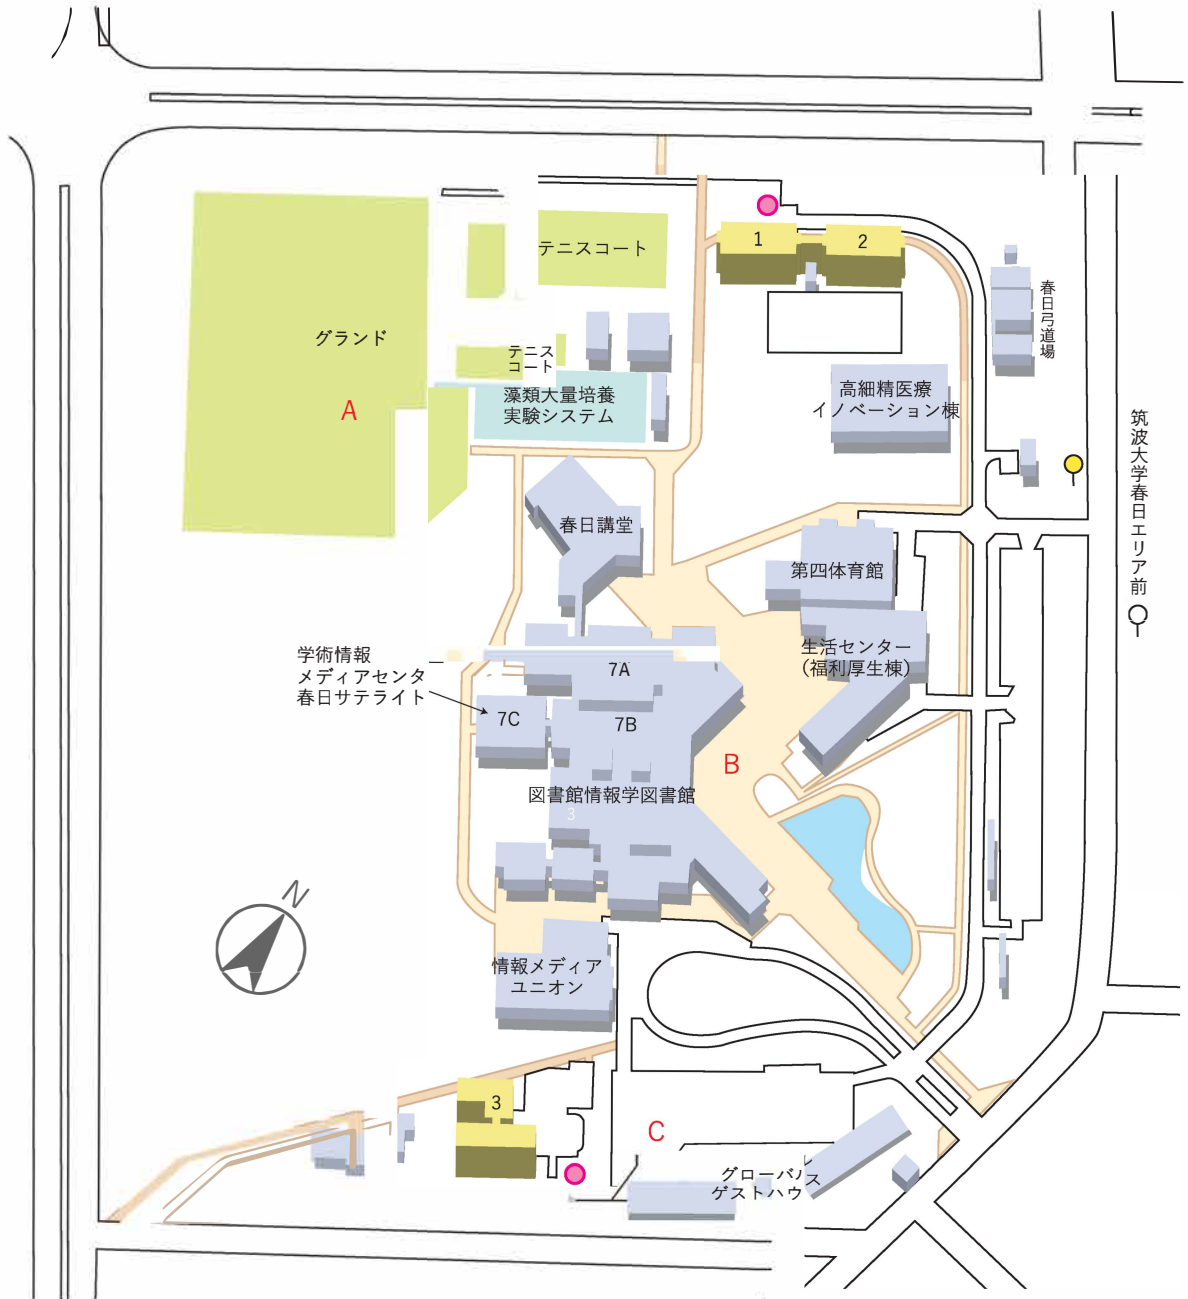 1
2
テニスコート
春日弓道場
グランド
テニス
コート
高細精医療
イノベーション棟
藻類大量培養
実験システム
A
筑波大学春日エリア前
春日講堂
第四体育館
生活センター
(福利厚生棟)
学術情報
メディアセンタ
春日サテライト
7A
7C
7B
B
図書館情報学図書館
3
N
情報メディア
ユニオン
3
C
グローバル
ゲストハウス